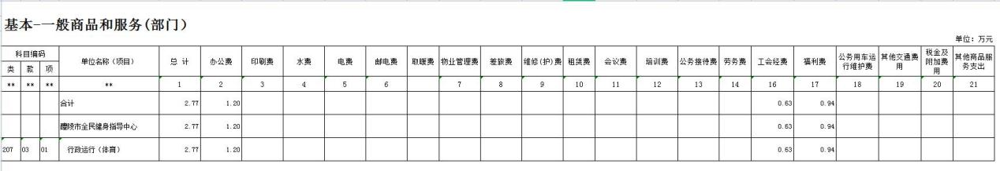 基本-一般商品和服务(部门)
单位: 万元
科目编码 单位名称（项目） 总 计 办公费 印刷费 水费 电费 邮电费 取暖费 物业管理费 差旅费 维修(护)费 租赁费 会议费 培训费 公务接待费 劳务费 工会经费 福利费 公务用车运行维护费 其他交通费用 税金及附加费用 其他商品服务支出
类 款 项
** ** ** ** 1 2 3 4 5 6 7 8 9 10 11 12 13 14 16 17 18 19 20 21
合计 2.77 1.20 0.63 0.94
醴陵市全民健身指导中心 2.77 1.20 0.63 0.94
207 03 01 行政运行（体育） 2.77 1.20 0.63 0.94